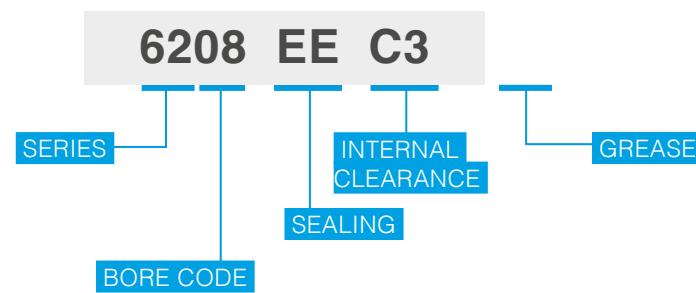 6208 EE C3
SERIES
INTERNAL
CLEARANCE
GREASE
SEALING
BORE CODE